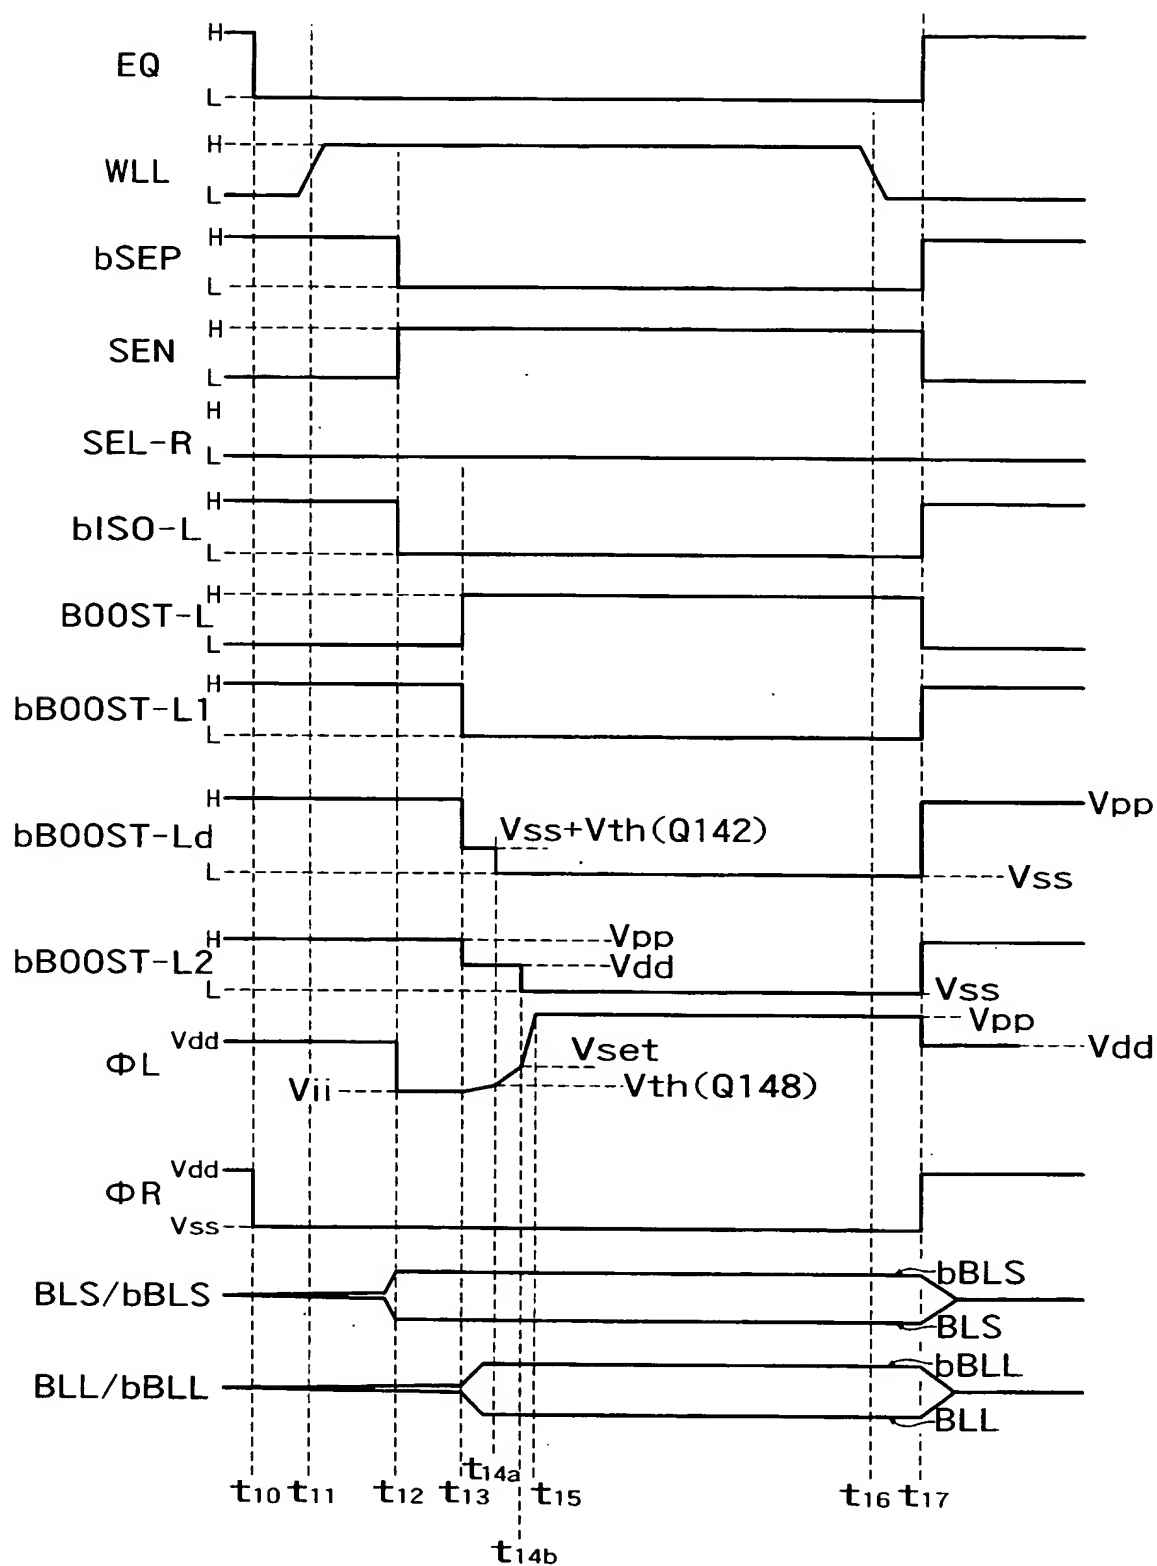 H
EQ
L
H
WLL
L
H
bSEP
L
H
SEN
L
H
SEL-R
L
H
bISO-L
L
H
BOOST-L
L
H
bBOOST-L1
L
H
Vpp
bBOOST-Ld
Vss+Vth(Q142)
L
Vss
H
Vpp
bBOOST-L2
Vdd
L
Vss
Vpp
Vdd
Vdd
ΦL
Vset
Vii
Vth(Q148)
Vdd
ΦR
Vss
BLS/bBLS
bBLS
BLS
BLL/bBLL
bBLL
BLL
t10 t11 t12 t13 t14a t15 t16 t17
t14b